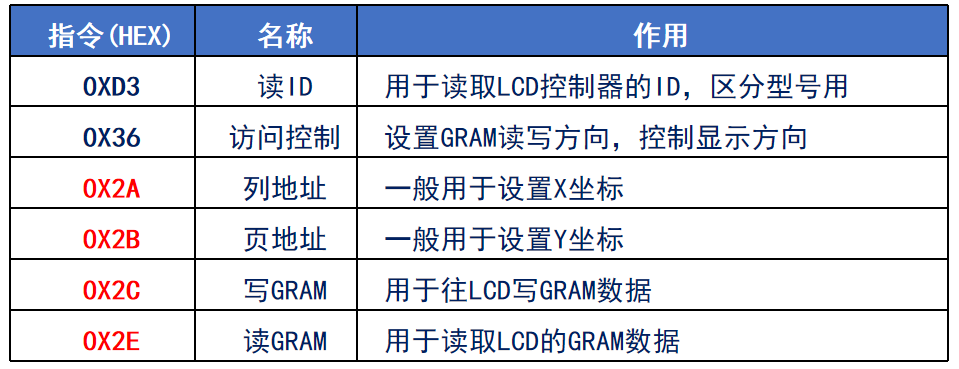 指令(HEX) 名称 作用
0XD3 读ID 用于读取LCD控制器的ID，区分型号用
0X36 访问控制 设置GRAM读写方向，控制显示方向
0X2A 列地址 一般用于设置X坐标
0X2B 页地址 一般用于设置Y坐标
0X2C 写GRAM 用于往LCD写GRAM数据
0X2E 读GRAM 用于读取LCD的GRAM数据